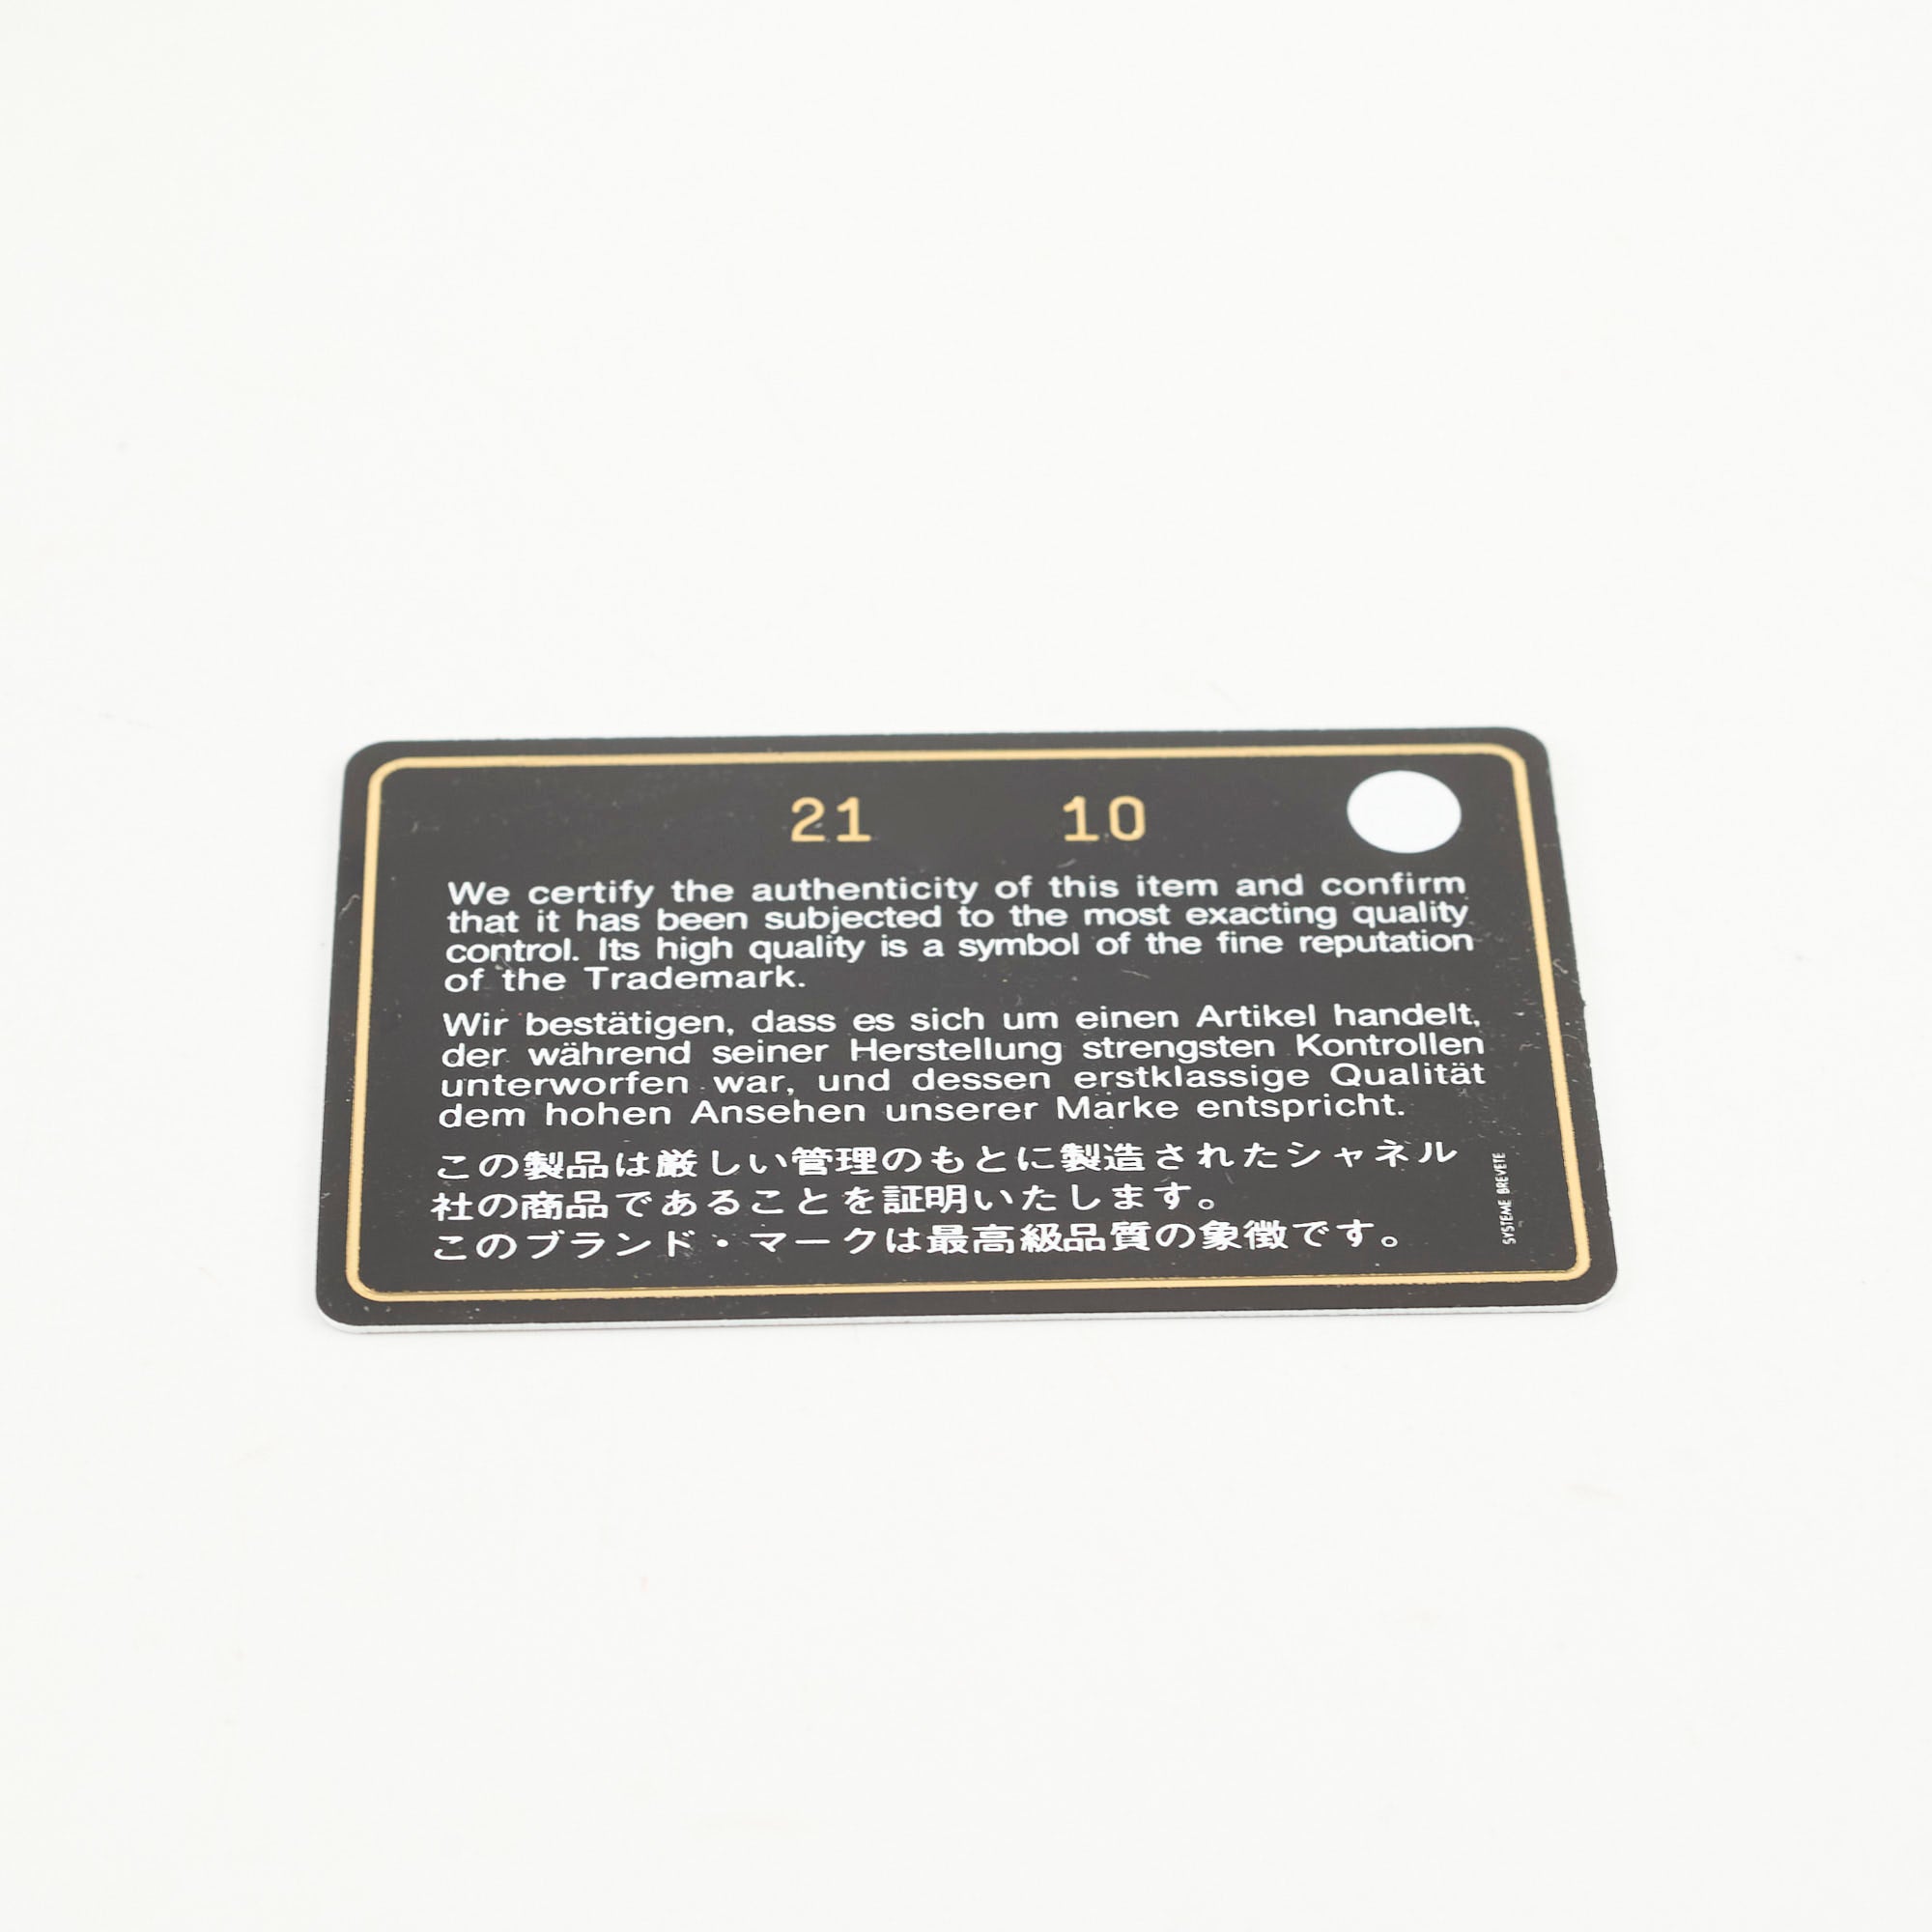 21 10
We certify the authenticity of this item and confirm
that it has been subjected to the most exacting quality
control. Its high quality is a symbol of the fine reputation
of the Trademark.
Wir bestätigen, dass es sich um einen Artikel handelt,
der während seiner Herstellung strengsten Kontrollen
unterworfen war, und dessen erstklassige Qualität
dem hohen Ansehen unserer Marke entspricht.
この製品は厳しい管理のもとに製造されたシャネル
社の商品であることを証明いたします。
このブランド・マークは最高級品質の象徴です。
SYSTEME BREVETE